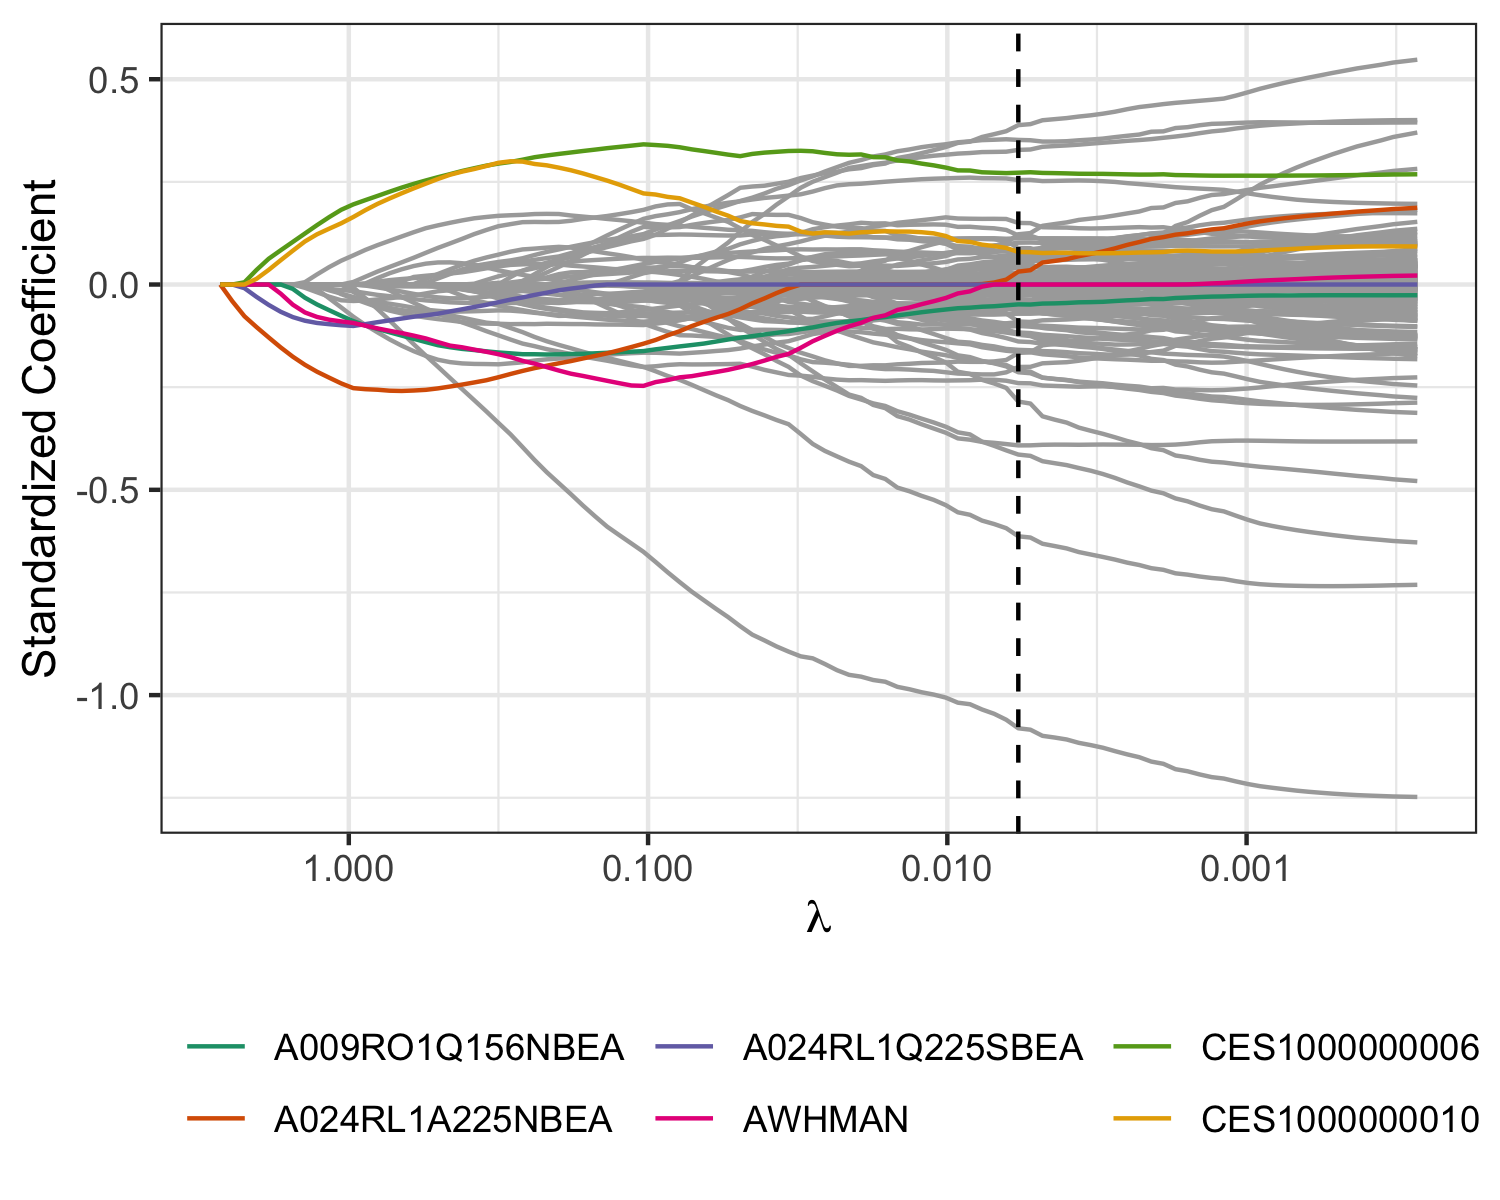 Standardized Coefficient
0.5
0.0
-0.5
-1.0
1.000 0.100 0.010 0.001
λ
A009RO1Q156NBEA A024RL1Q225SBEA CES1000000006
A024RL1A225NBEA AWHMAN CES1000000010